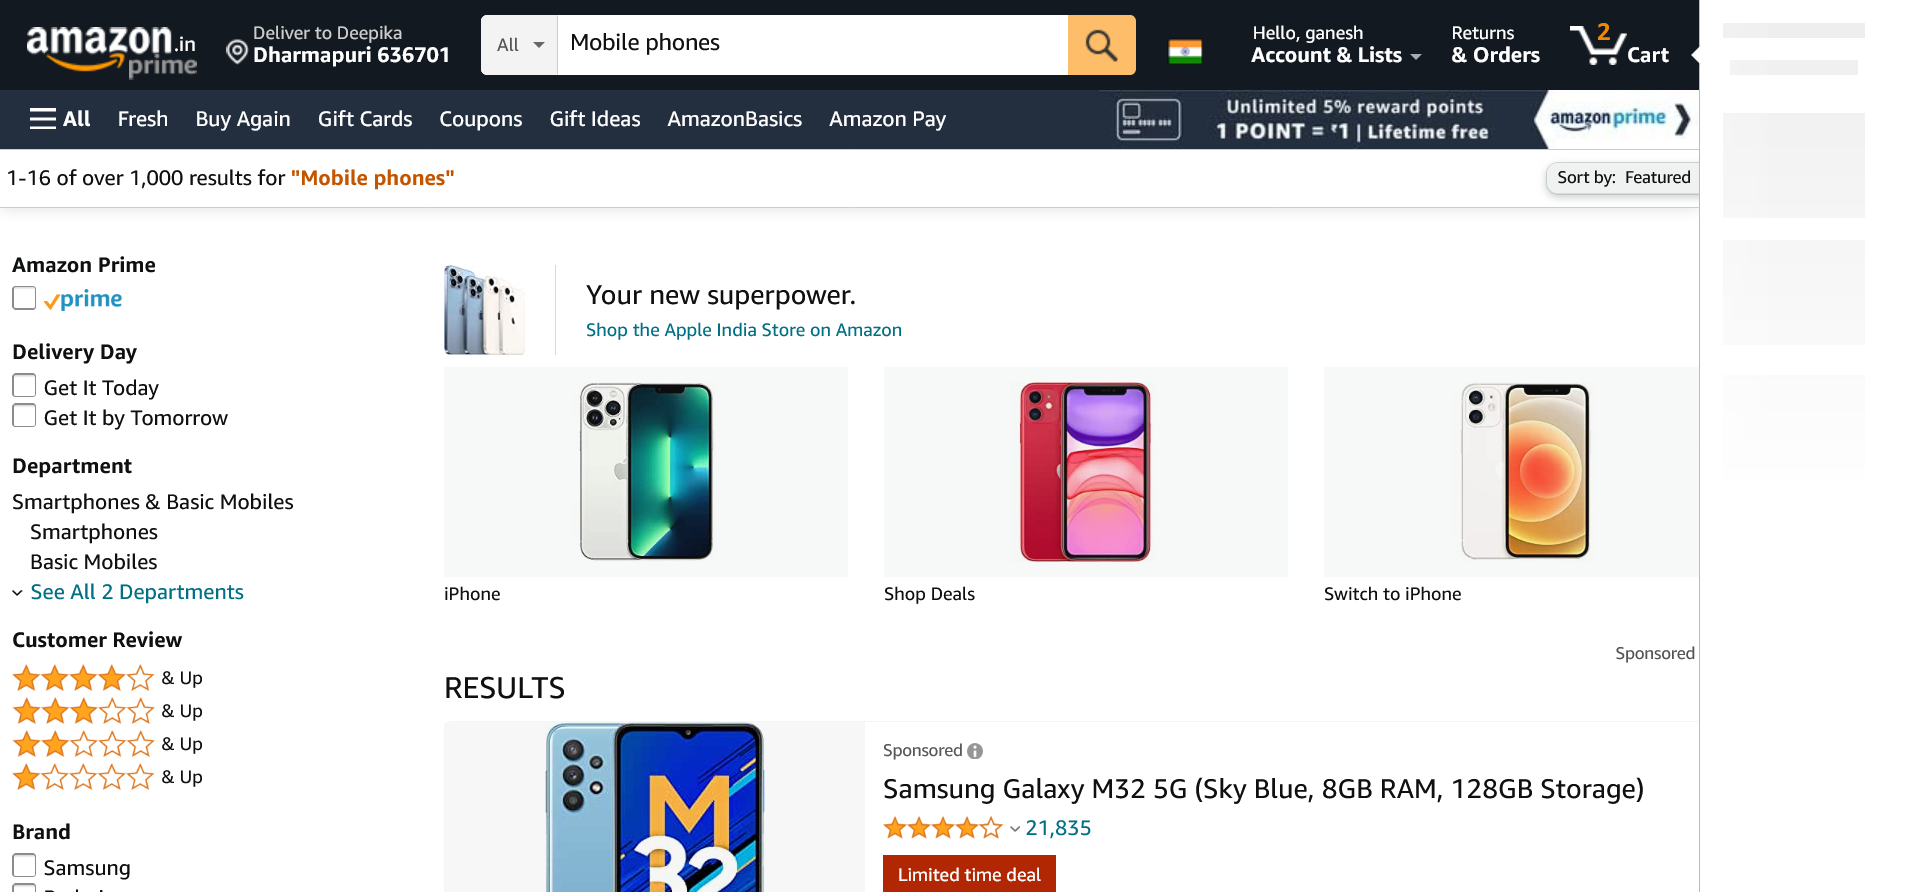 amazon.in
prime
Deliver to Deepika
Dharmapuri 636701
All
Mobile phones
Hello, ganesh
Account & Lists
Returns
& Orders
2
Cart
All
Fresh
Buy Again
Gift Cards
Coupons
Gift Ideas
AmazonBasics
Amazon Pay
Unlimited 5% reward points
1 POINT = ₹1 | Lifetime free
amazon prime
1-16 of over 1,000 results for "Mobile phones"
Sort by: Featured
Amazon Prime
prime
Delivery Day
Get It Today
Get It by Tomorrow
Department
Smartphones & Basic Mobiles
Smartphones
Basic Mobiles
See All 2 Departments
Customer Review
& Up
& Up
& Up
& Up
Brand
Samsung
Your new superpower.
Shop the Apple India Store on Amazon
iPhone
Shop Deals
Switch to iPhone
Sponsored
RESULTS
M
32
Sponsored
Samsung Galaxy M32 5G (Sky Blue, 8GB RAM, 128GB Storage)
21,835
Limited time deal